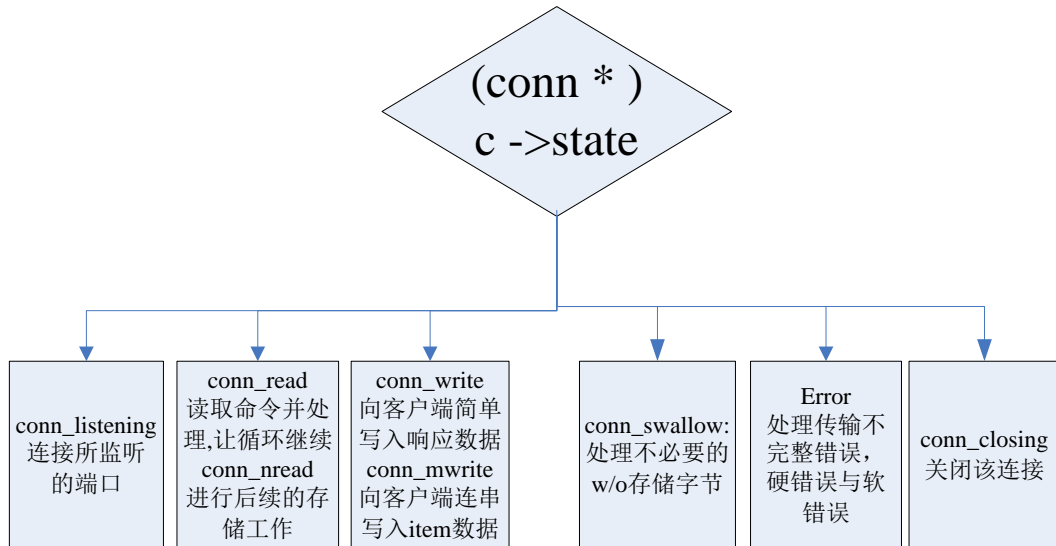 (conn * )
c ->state
conn_listening
连接所监听
的端口
conn_read
读取命令并处
理,让循环继续
conn_nread
进行后续的存
储工作
conn_write
向客户端简单
写入响应数据
conn_mwrite
向客户端连串
写入item数据
conn_swallow:
处理不必要的
w/o存储字节
Error
处理传输不
完整错误，
硬错误与软
错误
conn_closing
关闭该连接